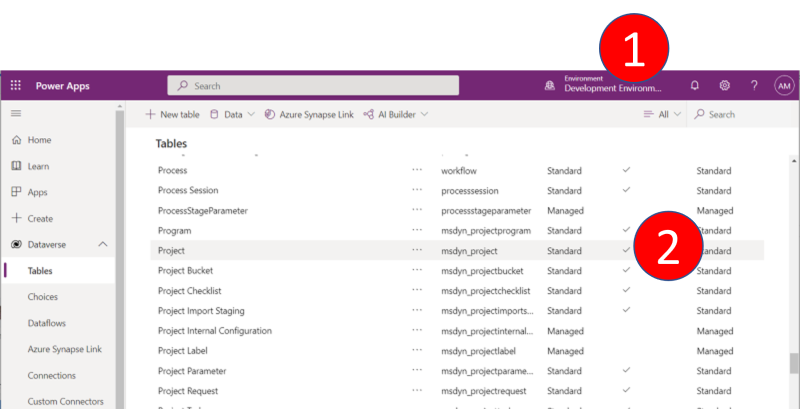 1
Environment
Power Apps Search Development Environm... ? AM
New table Data Azure Synapse Link AI Builder All Search
Home
Learn
Apps
Create
Dataverse
Tables
Choices
Dataflows
Azure Synapse Link
Connections
Custom Connectors
Tables
Process ... workflow Standard Standard
Process Session ... processsession Standard Standard
ProcessStageParameter ... processstageparameter Managed Managed
Program ... msdyn_projectprogram Standard Standard
Project ... msdyn_project Standard 2 Standard
Project Bucket ... msdyn_projectbucket Standard Standard
Project Checklist ... msdyn_projectchecklist Standard Standard
Project Import Staging ... msdyn_projectimports... Standard Standard
Project Internal Configuration ... msdyn_projectinternal... Managed Managed
Project Label ... msdyn_projectlabel Managed Managed
Project Parameter ... msdyn_projectparame... Standard Standard
Project Request ... msdyn_projectrequest Standard Standard